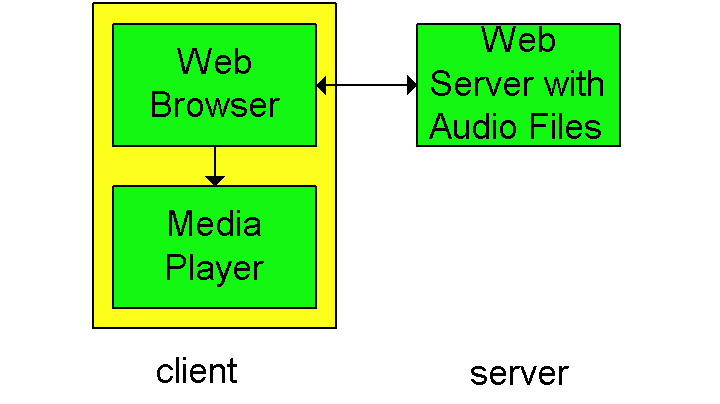 Web
Browser
Web
Server with
Audio Files
Media
Player
client
server